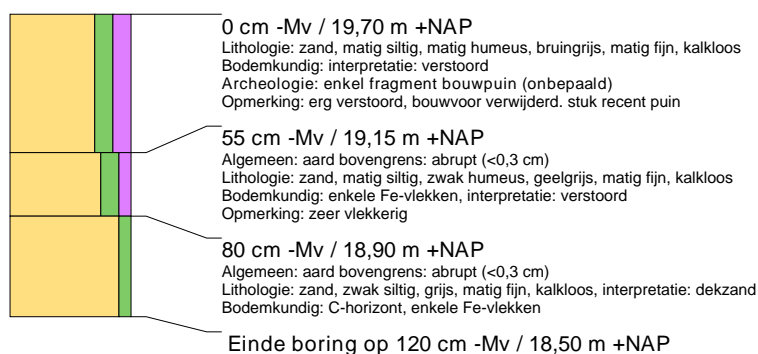 0 cm -Mv / 19,70 m +NAP
Lithologie: zand, matig siltig, matig humeus, bruingrijs, matig fijn, kalkloos
Bodemkundig: interpretatie: verstoord
Archeologie: enkel fragment bouwpuin (onbepaald)
Opmerking: erg verstoord, bouwvoor verwijderd. stuk recent puin
55 cm -Mv / 19,15 m +NAP
Algemeen: aard bovengrens: abrupt (<0,3 cm)
Lithologie: zand, matig siltig, zwak humeus, geelgrijs, matig fijn, kalkloos
Bodemkundig: enkele Fe-vlekken, interpretatie: verstoord
Opmerking: zeer vlekkerig
80 cm -Mv / 18,90 m +NAP
Algemeen: aard bovengrens: abrupt (<0,3 cm)
Lithologie: zand, zwak siltig, grijs, matig fijn, kalkloos, interpretatie: dekzand
Bodemkundig: C-horizont, enkele Fe-vlekken
Einde boring op 120 cm -Mv / 18,50 m +NAP